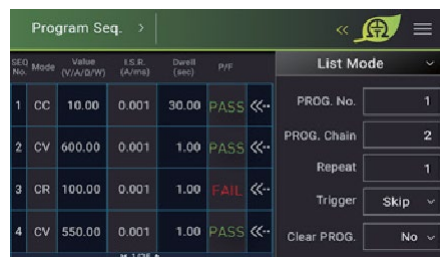 Program Seq. >
«
SEQ No. Mode Value (V/A/Ω/W) I.S.R. (A/ms) Dwell (sec) P/F
1 CC 10.00 0.001 30.00 PASS
2 CV 600.00 0.001 1.00 PASS
3 CR 100.00 0.001 1.00 FAIL
4 CV 550.00 0.001 1.00 PASS
List Mode
PROG. No. 1
PROG. Chain 2
Repeat 1
Trigger Skip
Clear PROG. No